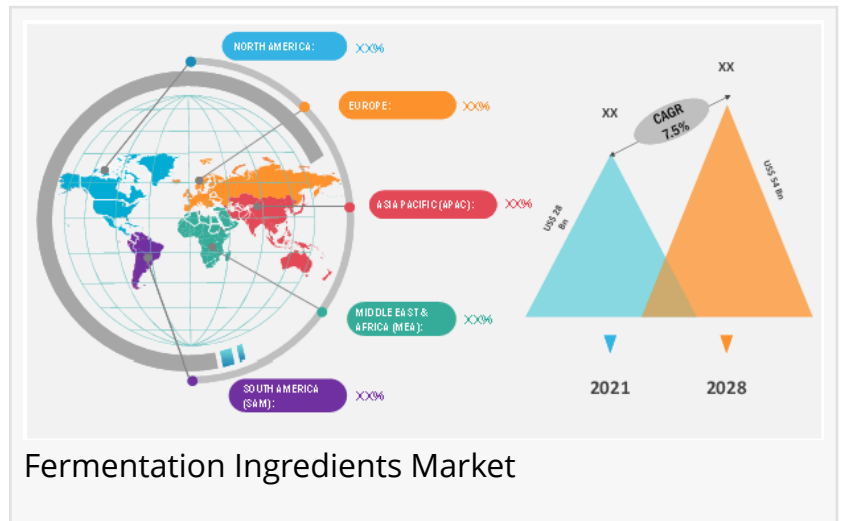 NORTH AMERICA:
XX%
EUROPE:
XX%
ASIA PACIFIC (APAC):
XX%
MIDDLE EAST &
AFRICA (MEA):
XX%
SOUTH AMERICA
(SAM):
XX%
XX
XX
CAGR
7.5%
US$ 28
Bn
US$ 54 Bn
2021
2028
Fermentation Ingredients Market